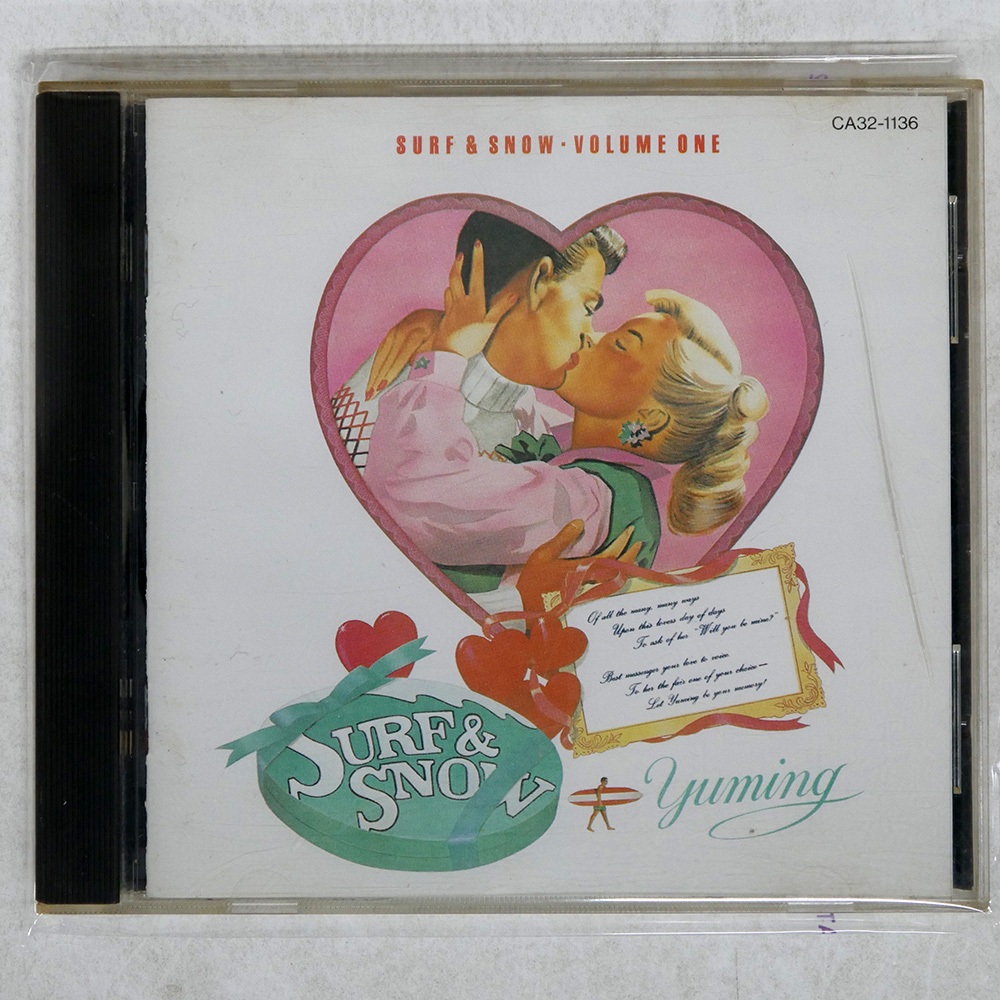 CA32-1136
SURF & SNOW · VOLUME ONE
Of all the many, many ways
Upon this lovers day of days
To ask of her "Will you be mine?"
Best messenger your love to voice
To her the fair one of your choice—
Let Yuming be your memory!
SURF &
SNOW
Yuming
TA